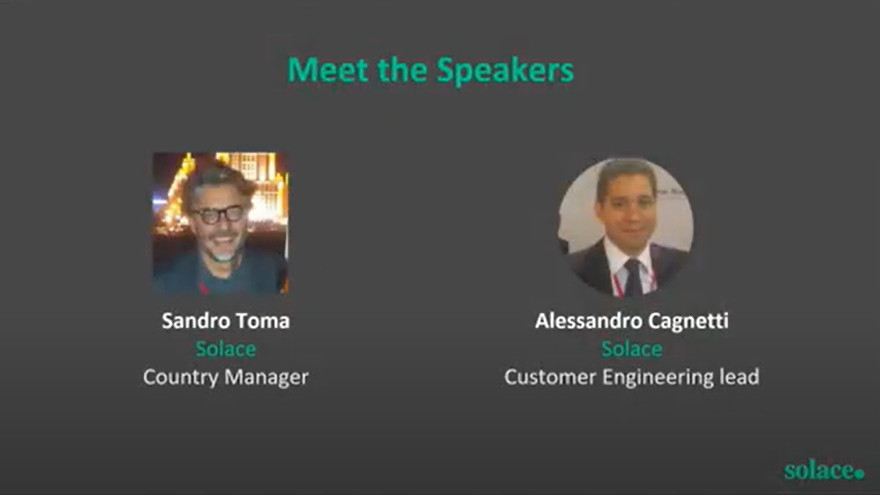 Meet the Speakers
Sandro Toma
Solace
Country Manager
Alessandro Cagnetti
Solace
Customer Engineering lead
solace.